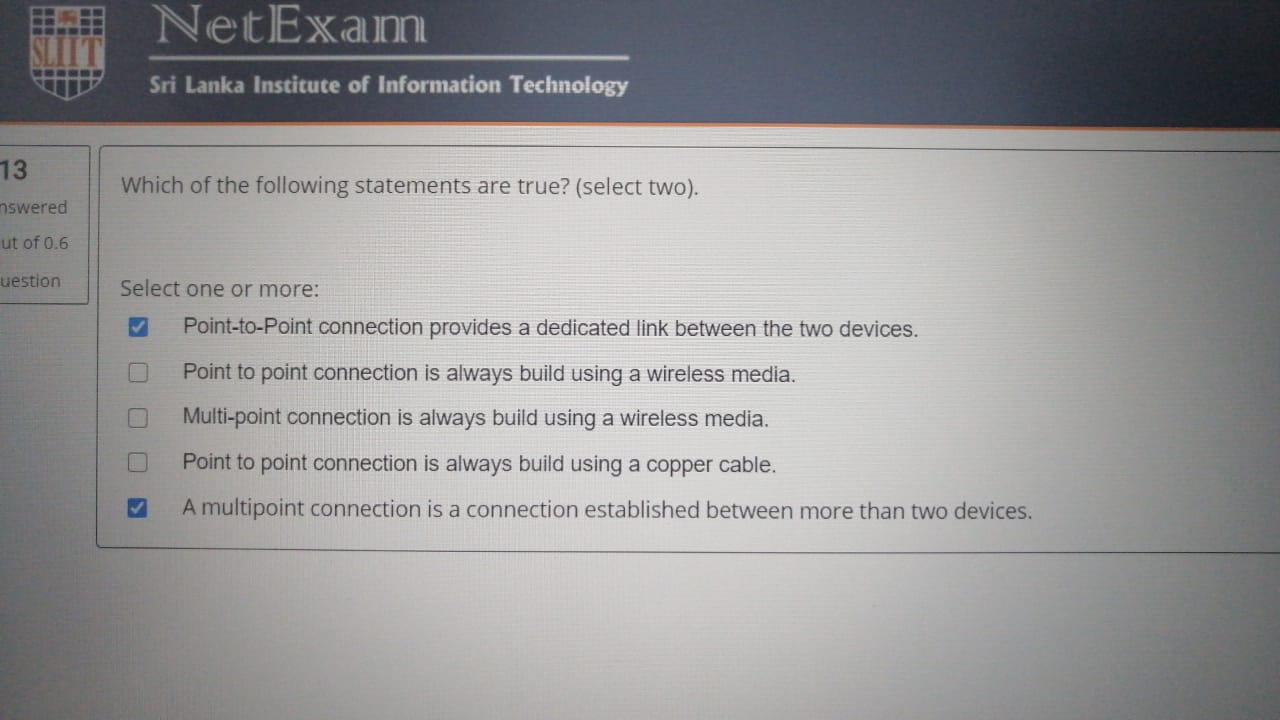 SLIIT
NetExam
Sri Lanka Institute of Information Technology
13
nswered
ut of 0.6
uestion
Which of the following statements are true? (select two).
Select one or more:
Point-to-Point connection provides a dedicated link between the two devices.
Point to point connection is always build using a wireless media.
Multi-point connection is always build using a wireless media.
Point to point connection is always build using a copper cable.
A multipoint connection is a connection established between more than two devices.